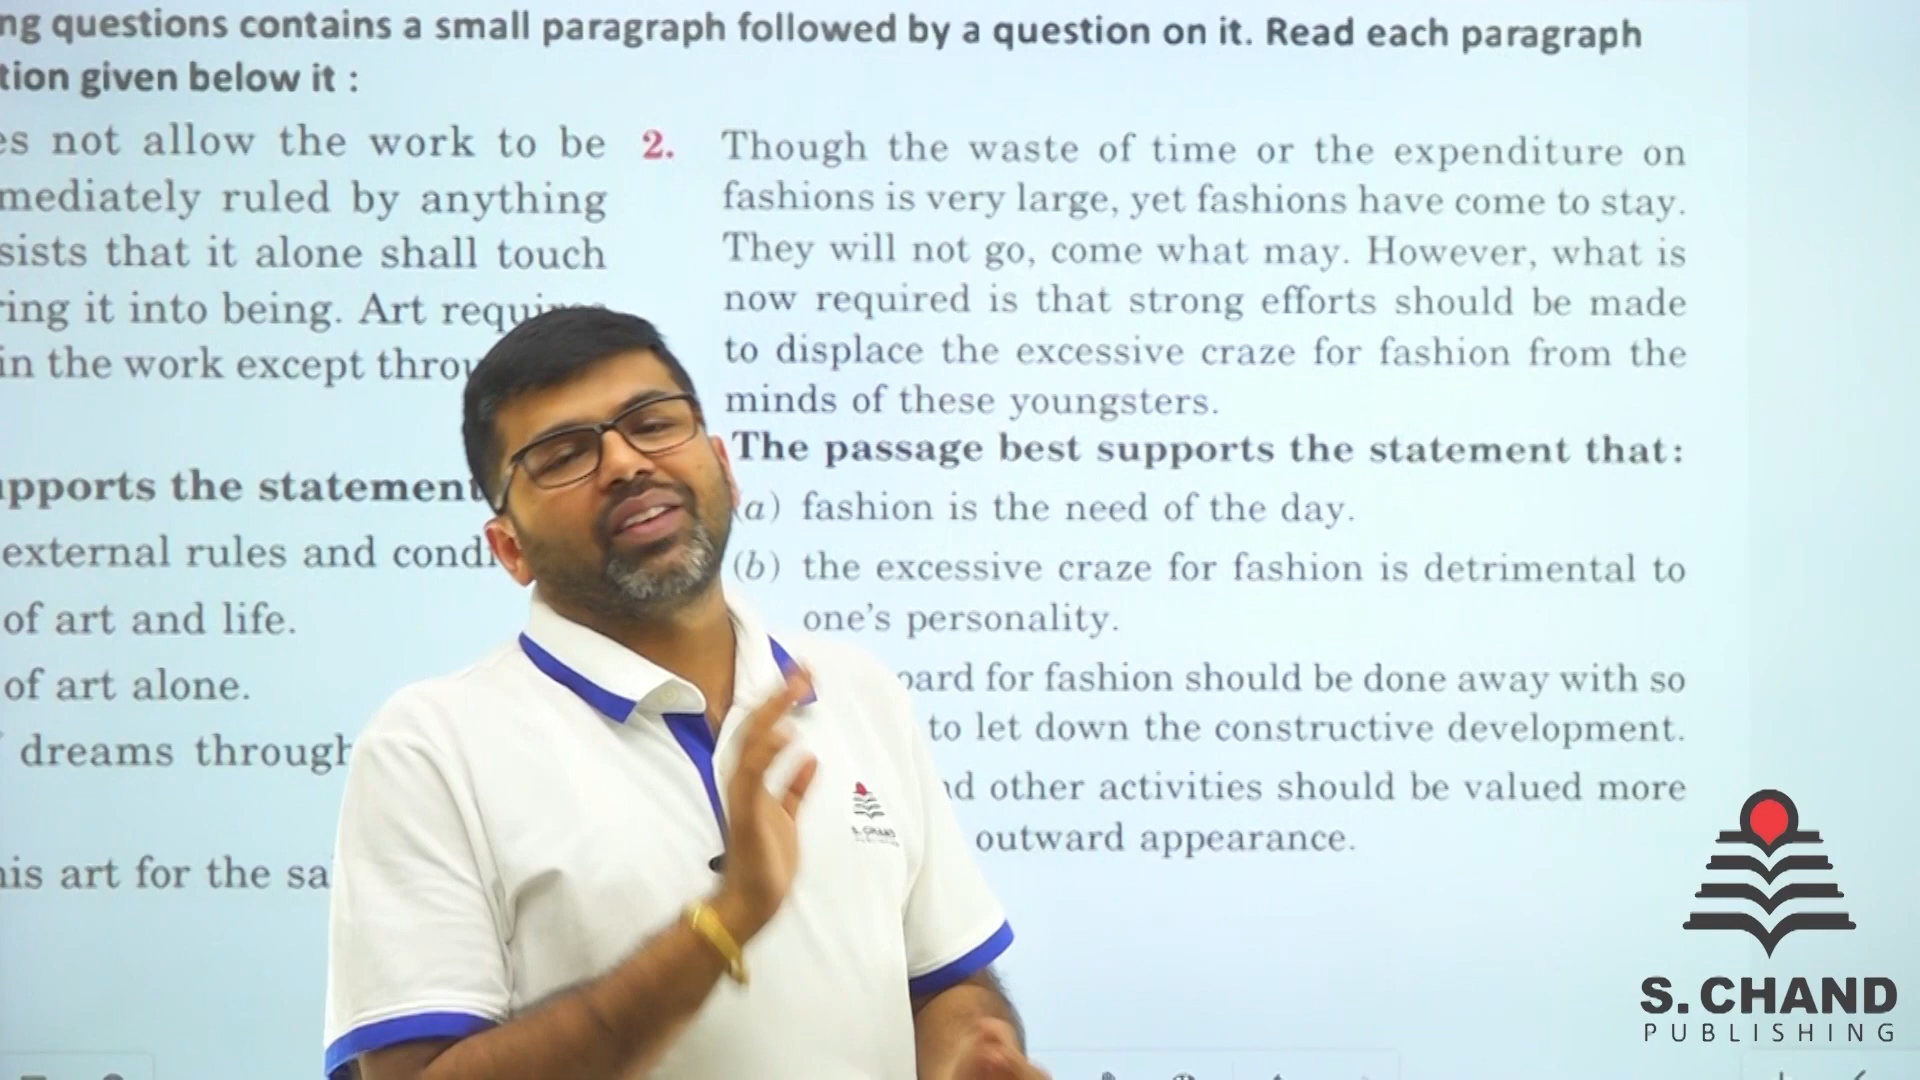 ng questions contains a small paragraph followed by a question on it. Read each paragraph
tion given below it :
es not allow the work to be
mediately ruled by anything
sists that it alone shall touch
ring it into being. Art requires
in the work except throu
upports the statement
external rules and condi
of art and life.
of art alone.
dreams through
his art for the sa
2. Though the waste of time or the expenditure on
fashions is very large, yet fashions have come to stay.
They will not go, come what may. However, what is
now required is that strong efforts should be made
to displace the excessive craze for fashion from the
minds of these youngsters.
The passage best supports the statement that:
(a) fashion is the need of the day.
(b) the excessive craze for fashion is detrimental to
one's personality.
ard for fashion should be done away with so
to let down the constructive development.
nd other activities should be valued more
outward appearance.
S. CHAND
S. CHAND
PUBLISHING